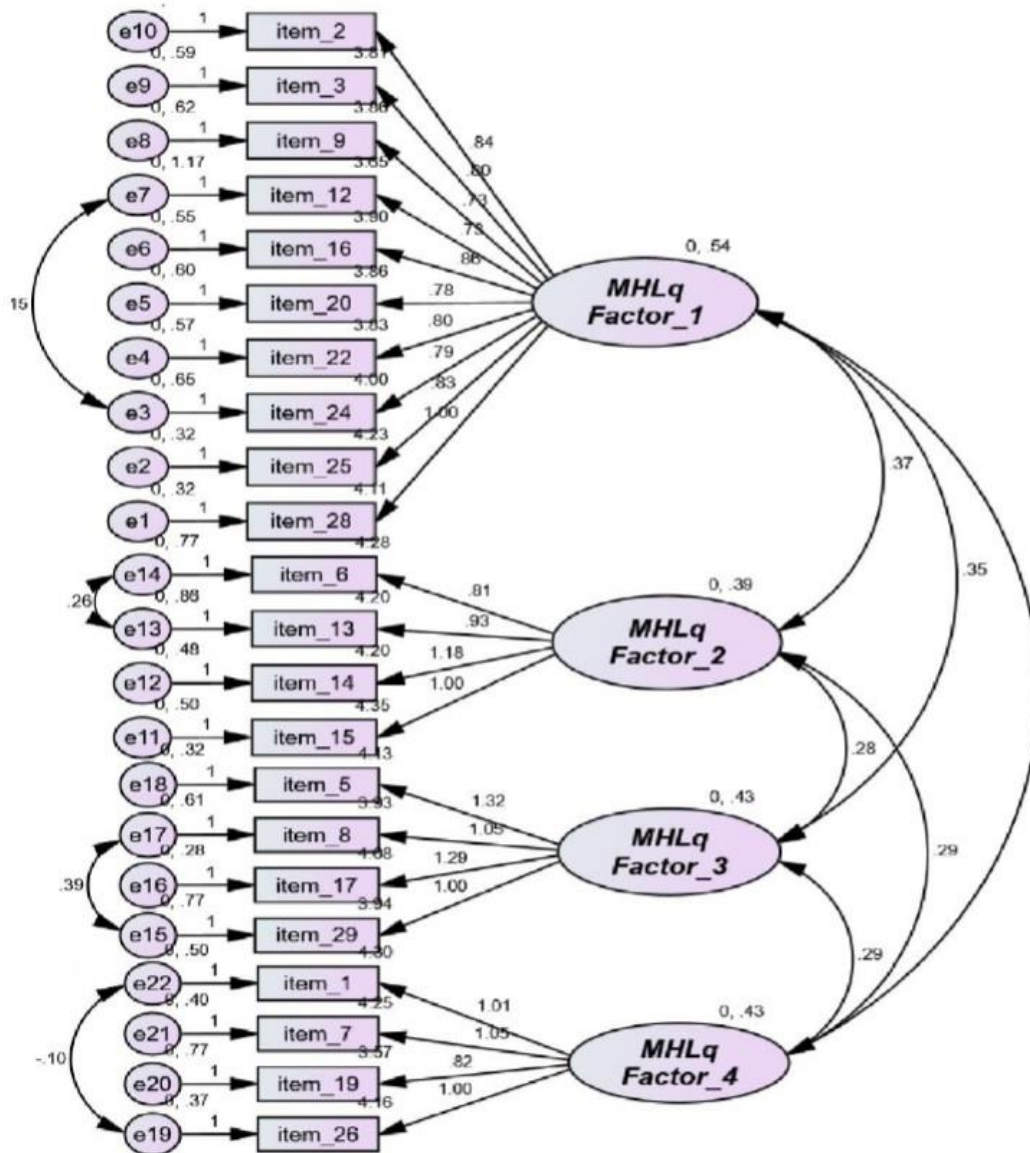 e10 1 item_2
0, .59 3.81
e9 1 item_3
0, .62 3.86
e8 1 item_9
0, 1.17 3.65
e7 1 item_12
0, .55 3.90
e6 1 item_16
0, .60 3.86
e5 1 item_20
0, .57 3.83
e4 1 item_22
0, .65 4.00
e3 1 item_24
0, .32 4.23
e2 1 item_25
0, .32 4.11
e1 1 item_28
0, .77 4.28
15
.84
.73
.78
.80
.79
.83
1.00
0, .54
MHLq
Factor_1
.37
.35
e14 1 item_6
4.20
e13 1 item_13
0, .48 4.20
e12 1 item_14
0, .50 4.35
e11 1 item_15
0, .32 4.13
.26
.81
.93
1.18
1.00
0, .39
MHLq
Factor_2
.28
.29
e18 1 item_5
0, .61 3.93
e17 1 item_8
0, .28
e16 1 item_17
0, .77 3.94
e15 1 item_29
0, .50 4.30
.39
1.32
1.05
1.29
1.00
0, .43
MHLq
Factor_3
.29
e22 1 item_1
0, .40 4.25
e21 1 item_7
0, .77 3.57
e20 1 item_19
0, .37 4.16
e19 1 item_26
-.10
1.01
1.05
.82
1.00
0, .43
MHLq
Factor_4